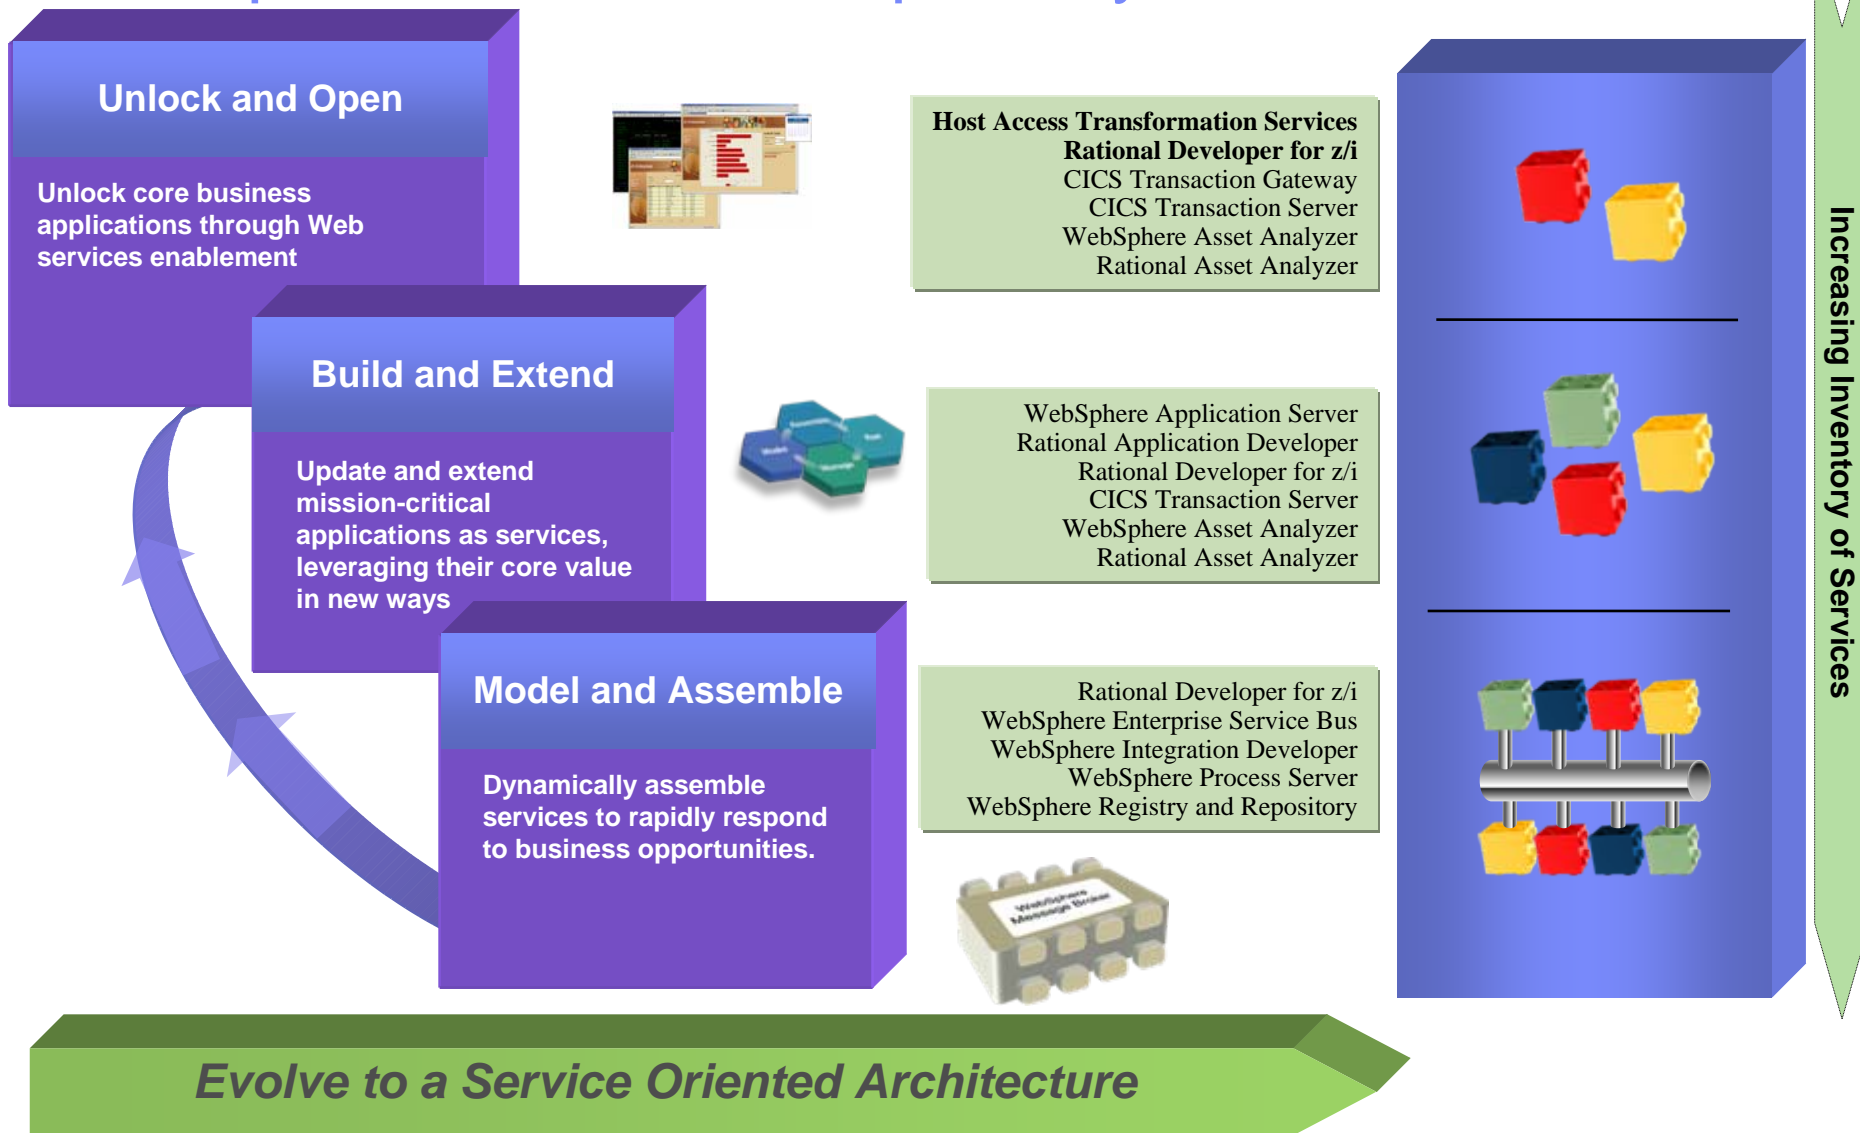 Unlock and Open
Unlock core business
applications through Web
services enablement
Host Access Transformation Services
Rational Developer for z/i
CICS Transaction Gateway
CICS Transaction Server
WebSphere Asset Analyzer
Rational Asset Analyzer
Build and Extend
Update and extend
mission-critical
applications as services,
leveraging their core value
in new ways
Model
Manage
WebSphere Application Server
Rational Application Developer
Rational Developer for z/i
CICS Transaction Server
WebSphere Asset Analyzer
Rational Asset Analyzer
Model and Assemble
Dynamically assemble
services to rapidly respond
to business opportunities.
Rational Developer for z/i
WebSphere Enterprise Service Bus
WebSphere Integration Developer
WebSphere Process Server
WebSphere Registry and Repository
WebSphere
Message Broker
Increasing Inventory of Services
Evolve to a Service Oriented Architecture